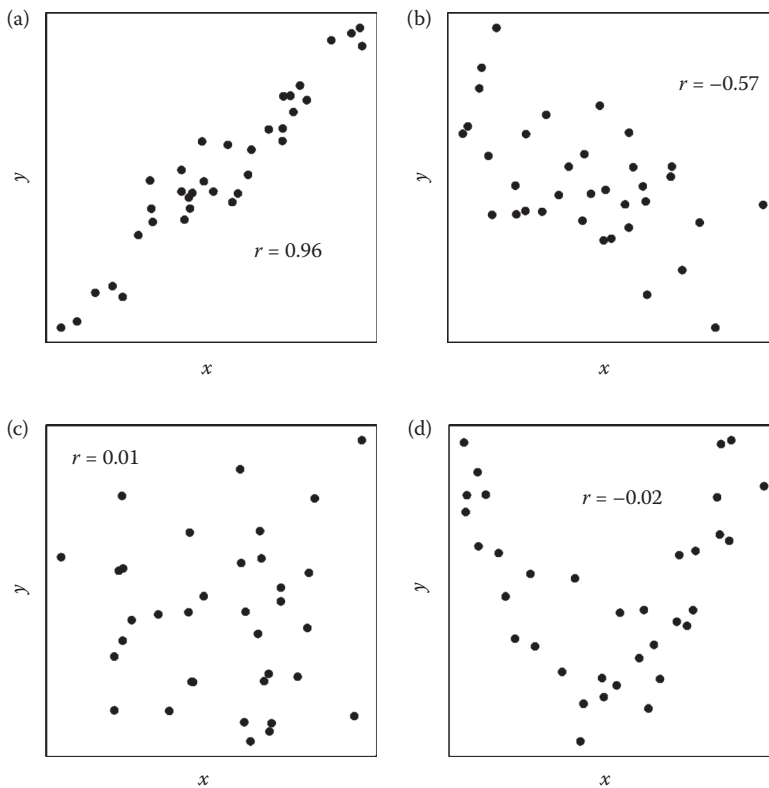 (a)
y
r = 0.96
x
(b)
y
r = −0.57
x
(c)
y
r = 0.01
x
(d)
y
r = −0.02
x